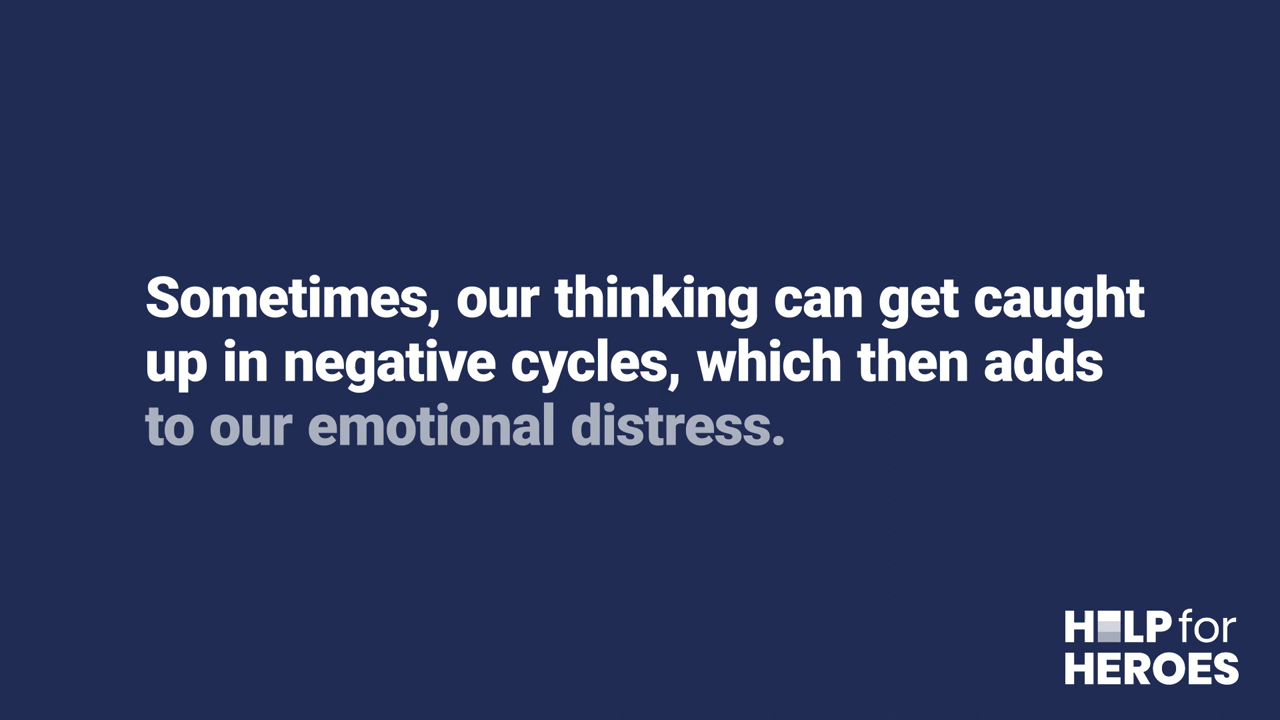 Sometimes, our thinking can get caught
up in negative cycles, which then adds
to our emotional distress.
HELP for
HEROES